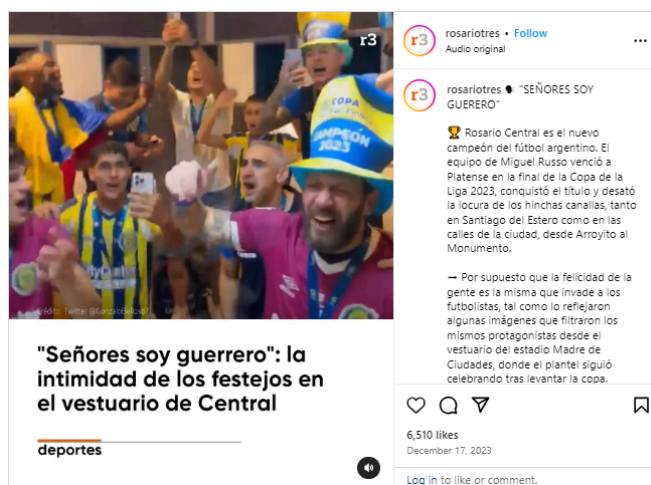 r3
COPA
CAMPEÓN
2023
Crédito: Twitter @GonzaloBelloso7
"Señores soy guerrero": la
intimidad de los festejos en
el vestuario de Central
deportes
r3
rosariotres • Follow
Audio original
r3
rosariotres 🗣 "SEÑORES SOY
GUERERO"
🏆 Rosario Central es el nuevo
campeón del fútbol argentino. El
equipo de Miguel Russo venció a
Platense en la final de la Copa de la
Liga 2023, conquistó el título y desató
la locura de los hinchas canallas, tanto
en Santiago del Estero como en las
calles de la ciudad, desde Arroyito al
Monumento.
→ Por supuesto que la felicidad de la
gente es la misma que invade a los
futbolistas, tal como lo reflejaron
algunas imágenes que filtraron los
mismos protagonistas desde el
vestuario del estadio Madre de
Ciudades, donde el plantel siguió
celebrando tras levantar la copa.
6,510 likes
December 17, 2023
Log in to like or comment.